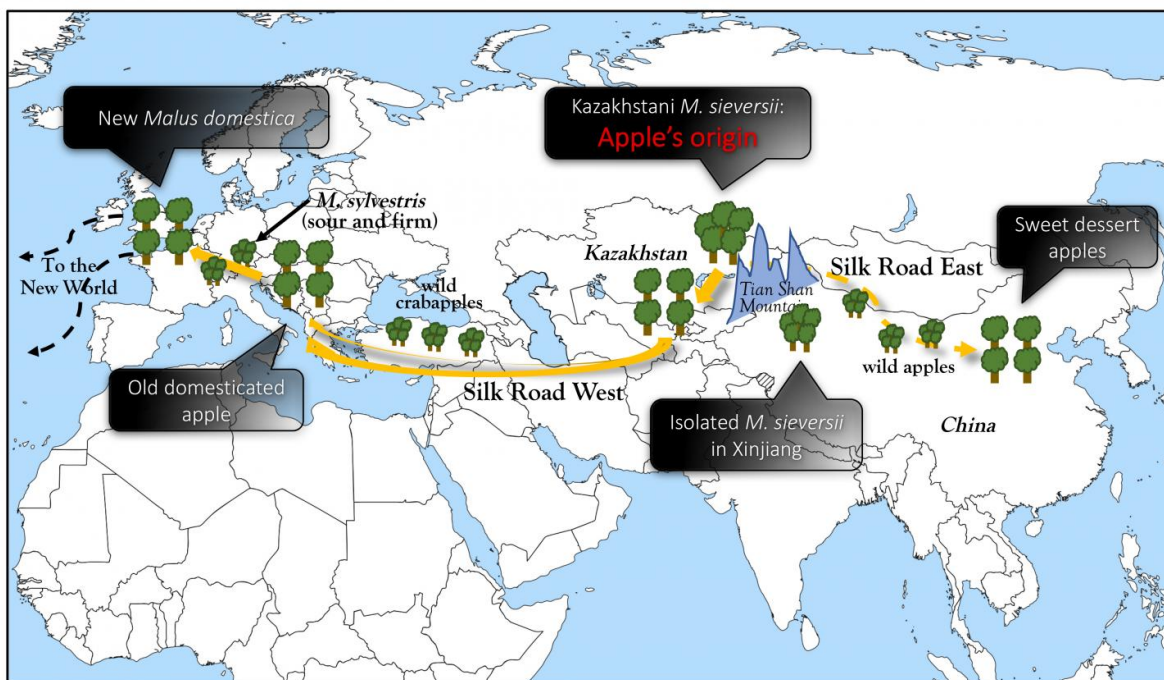 New Malus domestica
Kazakhstani M. sieversii:
Apple's origin
M. sylvestris
(sour and firm)
Sweet dessert
apples
To the
New World
Kazakhstan
Silk Road East
wild
crabapples
Tian Shan
Mountain
wild apples
Old domesticated
apple
Silk Road West
Isolated M. sieversii
in Xinjiang
China